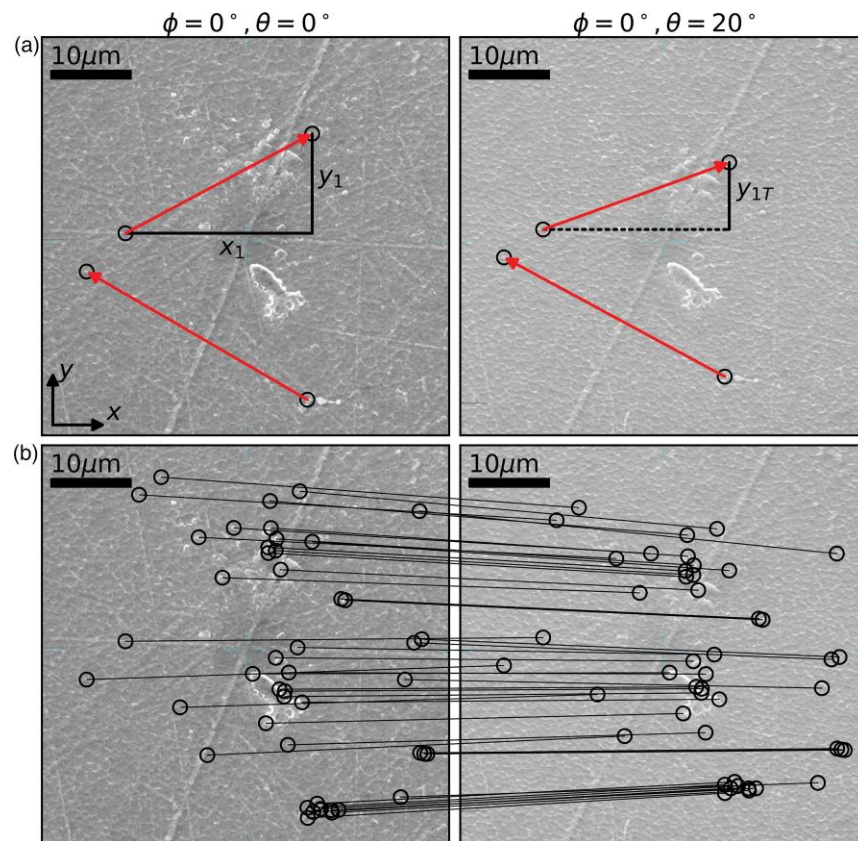 ϕ = 0°, θ = 0°
ϕ = 0°, θ = 20°
(a)
10μm
10μm
y₁
y₁T
x₁
y
x
(b)
10μm
10μm